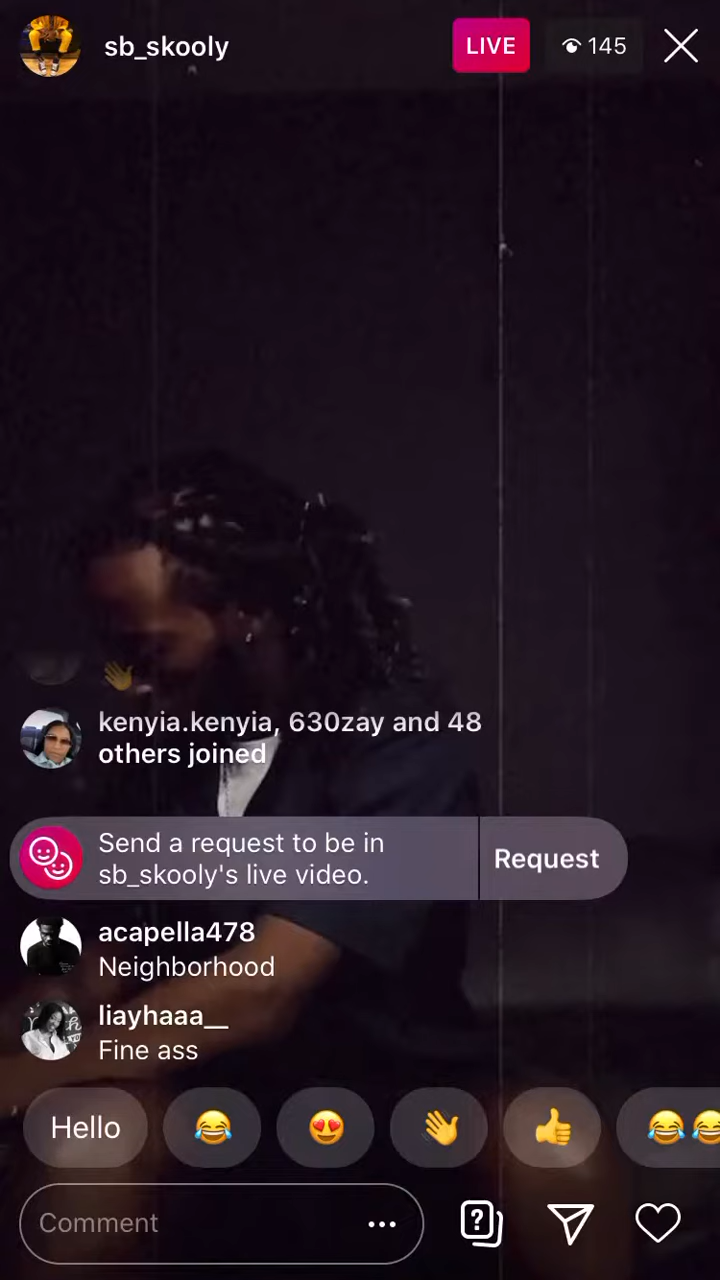 sb_skooly
LIVE
145
👋
kenyia.kenyia, 630zay and 48
others joined
Send a request to be in
sb_skooly's live video.
Request
acapella478
Neighborhood
liayhaaa__
Fine ass
Hello 😂 😍 👋 👍 😂😂
Comment